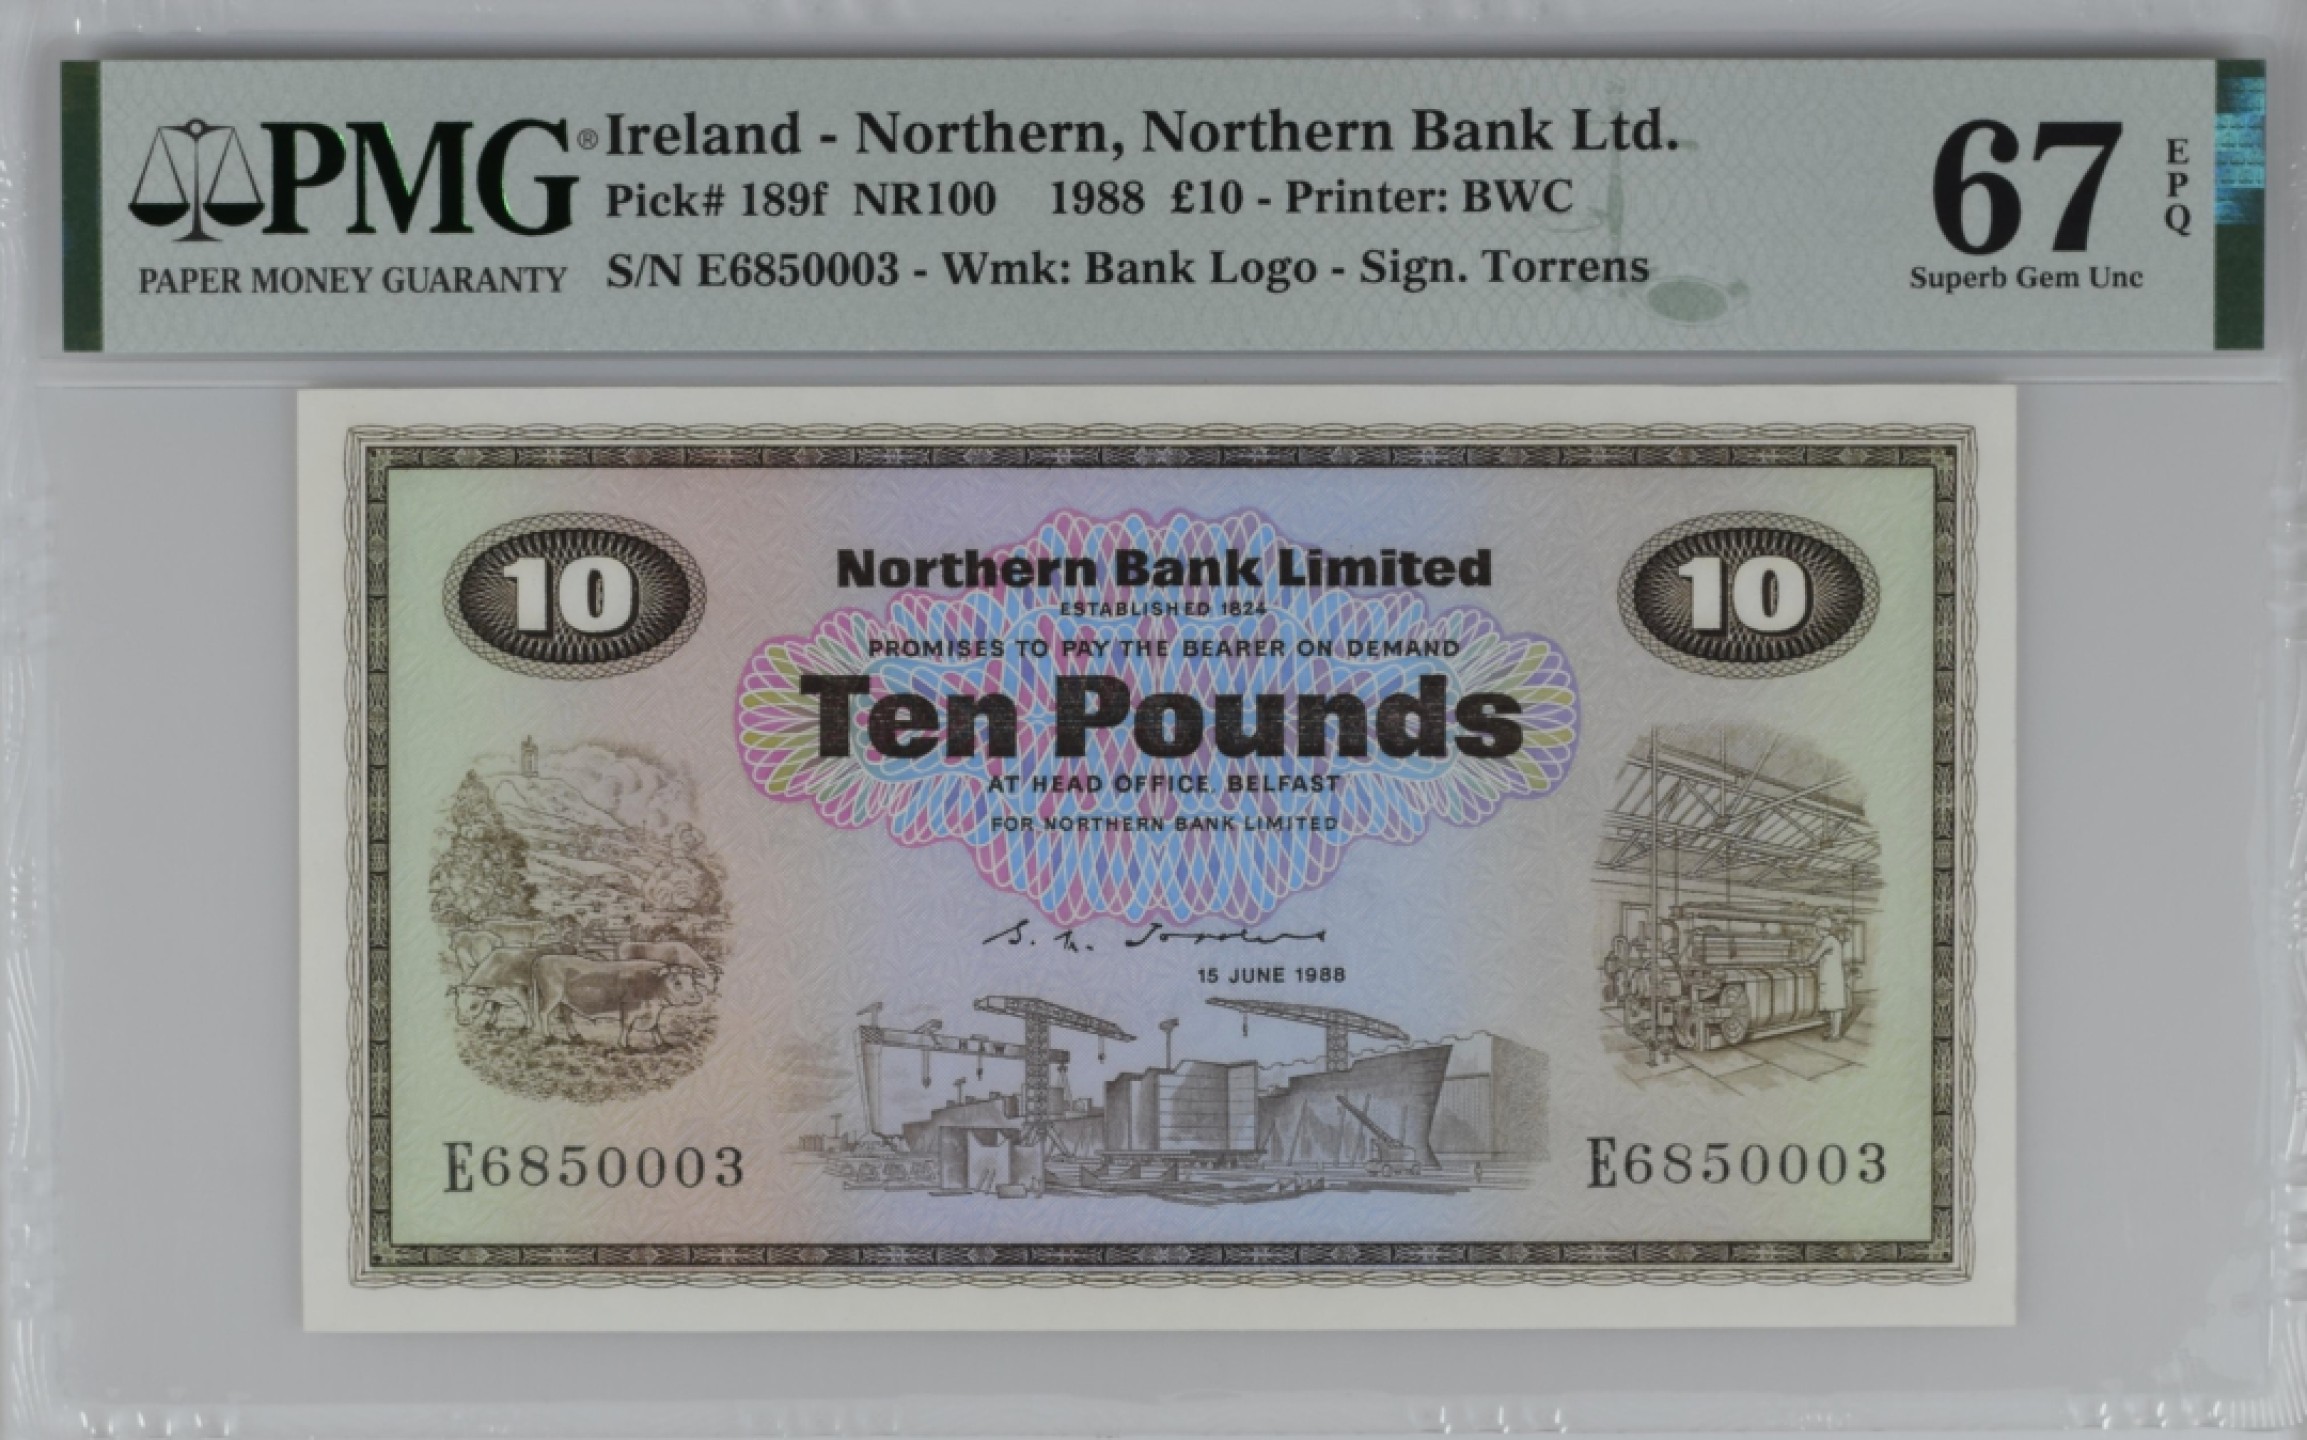 PMG®
PAPER MONEY GUARANTY
Ireland - Northern, Northern Bank Ltd.
Pick# 189f NR100 1988 £10 - Printer: BWC
S/N E6850003 - Wmk: Bank Logo - Sign. Torrens
67
EPQ
Superb Gem Unc
10
10
Northern Bank Limited
ESTABLISHED 1824
PROMISES TO PAY THE BEARER ON DEMAND
Ten Pounds
AT HEAD OFFICE, BELFAST
FOR NORTHERN BANK LIMITED
S. M. Torrens
15 JUNE 1988
H & W
E6850003
E6850003